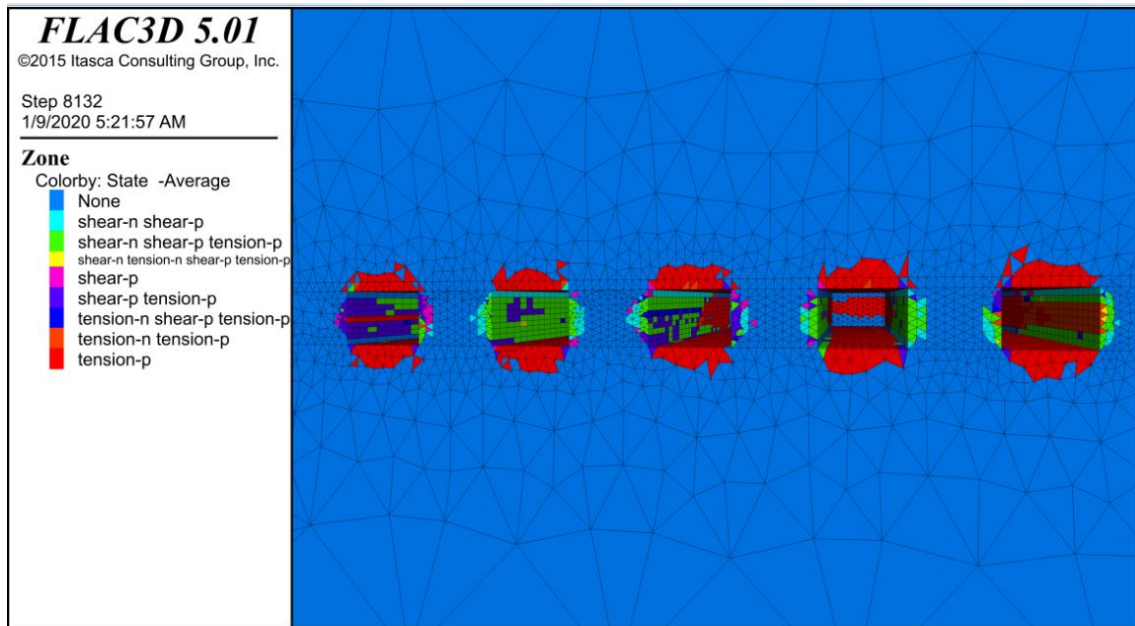 FLAC3D 5.01
©2015 Itasca Consulting Group, Inc.
Step 8132
1/9/2020 5:21:57 AM
Zone
Colorby: State -Average
None
shear-n shear-p
shear-n shear-p tension-p
shear-n tension-n shear-p tension-p
shear-p
shear-p tension-p
tension-n shear-p tension-p
tension-n tension-p
tension-p